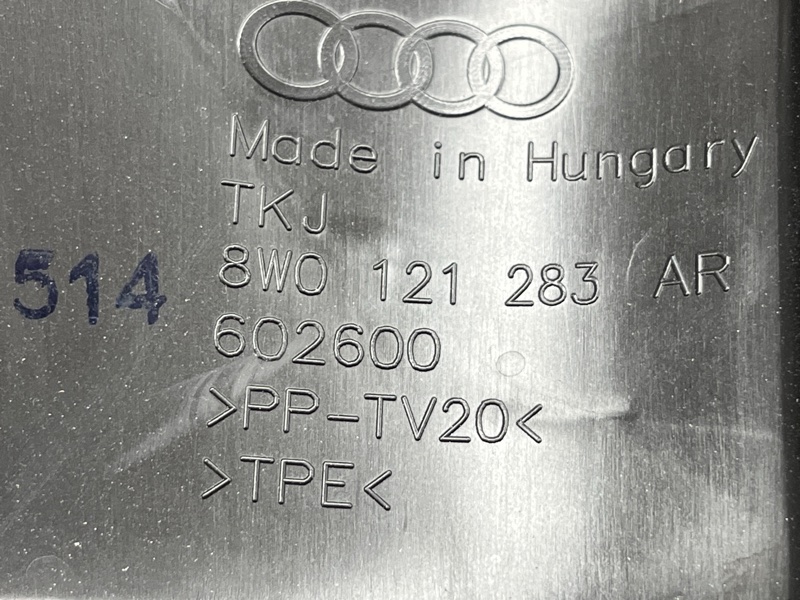 Made in Hungary
TKJ
514
8W0 121 283 AR
602600
>PP-TV20<
>TPE<